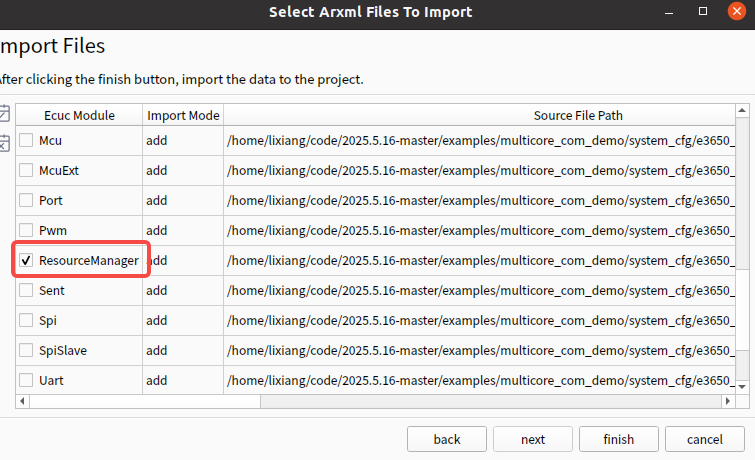 Select Arxml Files To Import
mport Files
After clicking the finish button, import the data to the project.
Ecuc Module Import Mode Source File Path
Mcu add /home/lixiang/code/2025.5.16-master/examples/multicore_com_demo/system_cfg/e3650_
McuExt add /home/lixiang/code/2025.5.16-master/examples/multicore_com_demo/system_cfg/e3650_
Port add /home/lixiang/code/2025.5.16-master/examples/multicore_com_demo/system_cfg/e3650_
Pwm add /home/lixiang/code/2025.5.16-master/examples/multicore_com_demo/system_cfg/e3650_
ResourceManager add /home/lixiang/code/2025.5.16-master/examples/multicore_com_demo/system_cfg/e3650_
Sent add /home/lixiang/code/2025.5.16-master/examples/multicore_com_demo/system_cfg/e3650_
Spi add /home/lixiang/code/2025.5.16-master/examples/multicore_com_demo/system_cfg/e3650_
SpiSlave add /home/lixiang/code/2025.5.16-master/examples/multicore_com_demo/system_cfg/e3650_
Uart add /home/lixiang/code/2025.5.16-master/examples/multicore_com_demo/system_cfg/e3650_
back next finish cancel